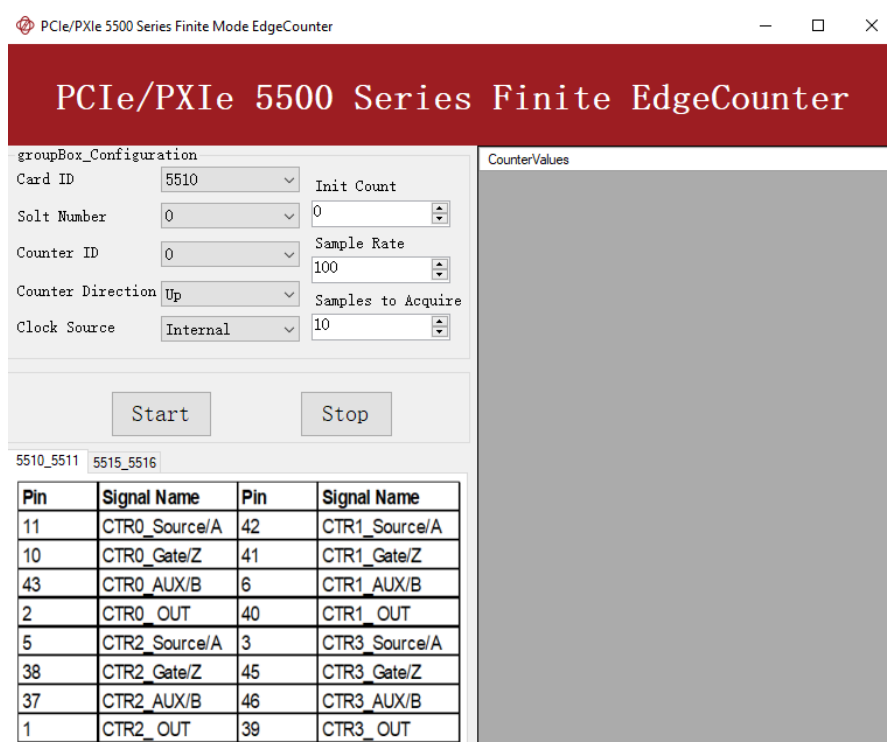 PCIe/PXIe 5500 Series Finite Mode EdgeCounter
PCIe/PXIe 5500 Series Finite EdgeCounter
groupBox_Configuration
Card ID 5510
Solt Number 0
Counter ID 0
Counter Direction Up
Clock Source Internal
Init Count
0
Sample Rate
100
Samples to Acquire
10
Start Stop
5510_5511 5515_5516
Pin Signal Name Pin Signal Name
11 CTR0_Source/A 42 CTR1_Source/A
10 CTR0_Gate/Z 41 CTR1_Gate/Z
43 CTR0_AUX/B 6 CTR1_AUX/B
2 CTR0_OUT 40 CTR1_OUT
5 CTR2_Source/A 3 CTR3_Source/A
38 CTR2_Gate/Z 45 CTR3_Gate/Z
37 CTR2_AUX/B 46 CTR3_AUX/B
1 CTR2_OUT 39 CTR3_OUT
CounterValues